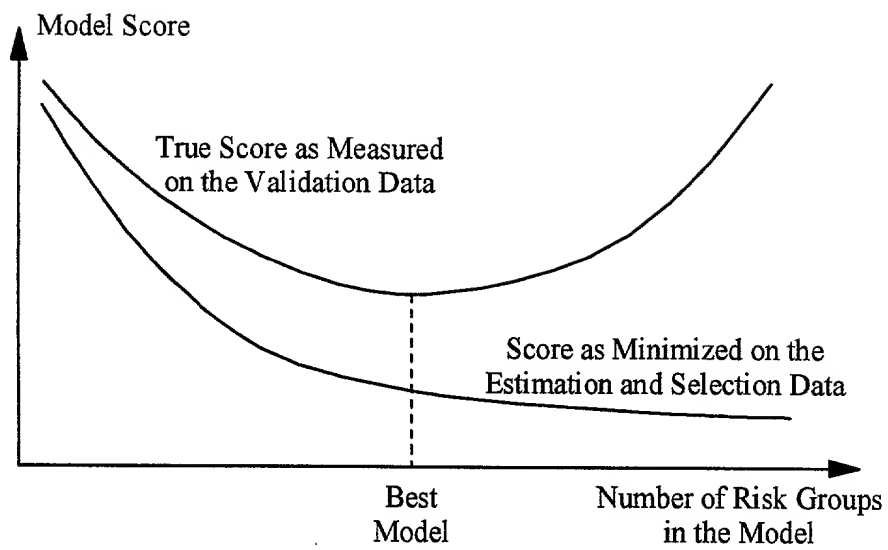 Model Score
True Score as Measured
on the Validation Data
Score as Minimized on the
Estimation and Selection Data
Best
Model
Number of Risk Groups
in the Model